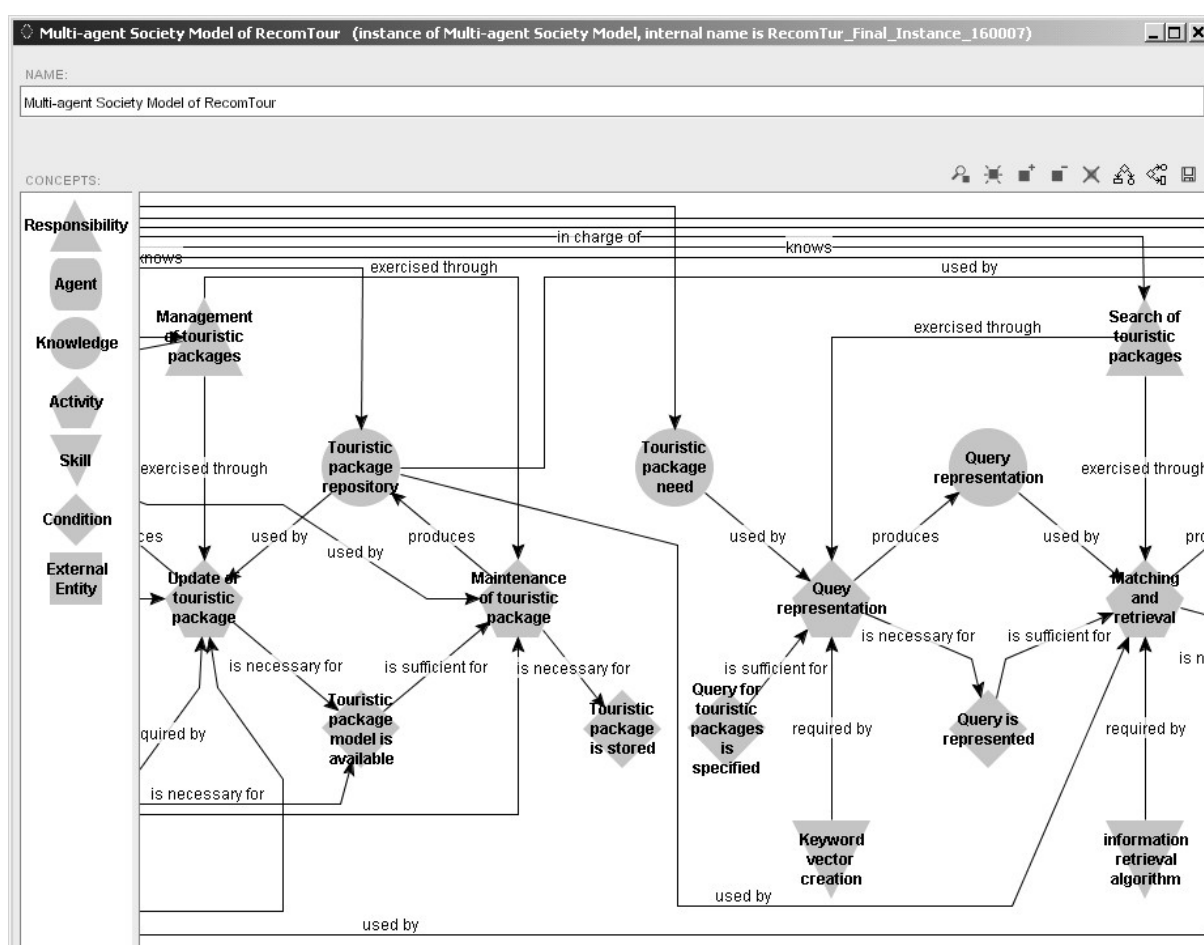 Multi-agent Society Model of RecomTour (instance of Multi-agent Society Model, internal name is RecomTur_Final_Instance_160007)
NAME:
Multi-agent Society Model of RecomTour
CONCEPTS:
Responsibility
Agent
Knowledge
Activity
Skill
Condition
External
Entity
in charge of
knows
knows
exercised through
used by
Management
of touristic
packages
exercised through
Search of
touristic
packages
Touristic
package
repository
Touristic
package
need
Query
representation
exercised through
exercised through
ces
used by
used by
produces
used by
produces
used by
pro
Update of
touristic
package
Maintenance
of touristic
package
Quey
representation
Matching
and
retrieval
is necessary for
is sufficient for
is necessary for
is sufficient for
is necessary for
is sufficient for
is n
Touristic
package
model is
available
Touristic
package
is stored
Query for
touristic
packages
is
specified
Query is
represented
quired by
required by
required by
is necessary for
Keyword
vector
creation
information
retrieval
algorithm
used by
used by